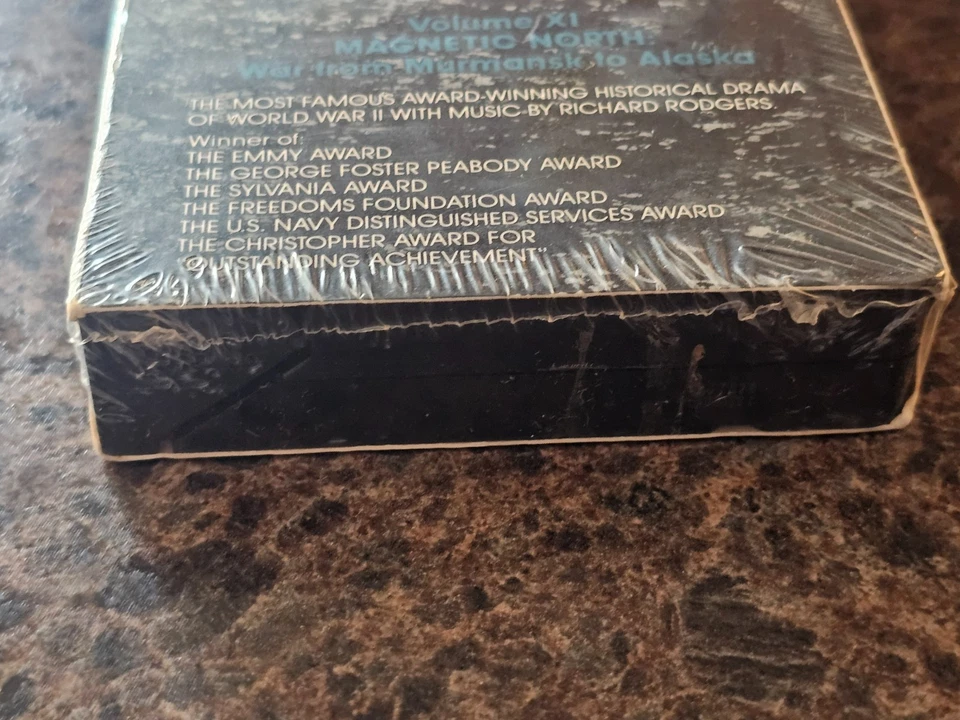 Volume XI
MAGNETIC NORTH:
War from Murmansk to Alaska
THE MOST FAMOUS AWARD-WINNING HISTORICAL DRAMA
OF WORLD WAR II WITH MUSIC BY RICHARD RODGERS.
Winner of:
THE EMMY AWARD
THE GEORGE FOSTER PEABODY AWARD
THE SYLVANIA AWARD
THE FREEDOMS FOUNDATION AWARD
THE U.S. NAVY DISTINGUISHED SERVICES AWARD
THE CHRISTOPHER AWARD FOR
"OUTSTANDING ACHIEVEMENT"